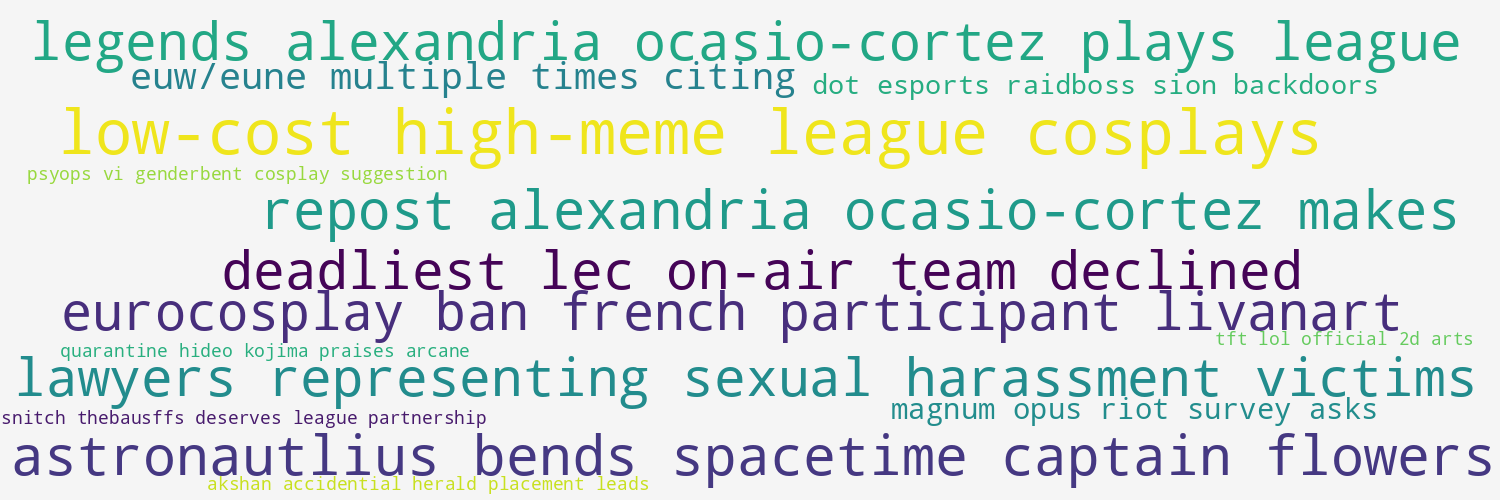 legends alexandria ocasio-cortez plays league
euw/eune multiple times citing
dot esports raidboss sion backdoors
low-cost high-meme league cosplays
psyops vi genderbent cosplay suggestion
repost alexandria ocasio-cortez makes
deadliest lec on-air team declined
eurocosplay ban french participant livanart
tft lol official 2d arts
quarantine hideo kojima praises arcane
lawyers representing sexual harassment victims
magnum opus riot survey asks
snitch thebausffs deserves league partnership
astronautlius bends spacetime captain flowers
akshan accidential herald placement leads